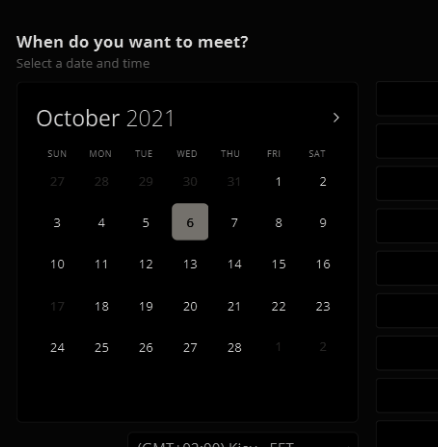 When do you want to meet?
Select a date and time
October 2021
SUN MON TUE WED THU FRI SAT
27 28 29 30 31 1 2
3 4 5 6 7 8 9
10 11 12 13 14 15 16
17 18 19 20 21 22 23
24 25 26 27 28 1 2
(GMT+02:00) Kiev - EET